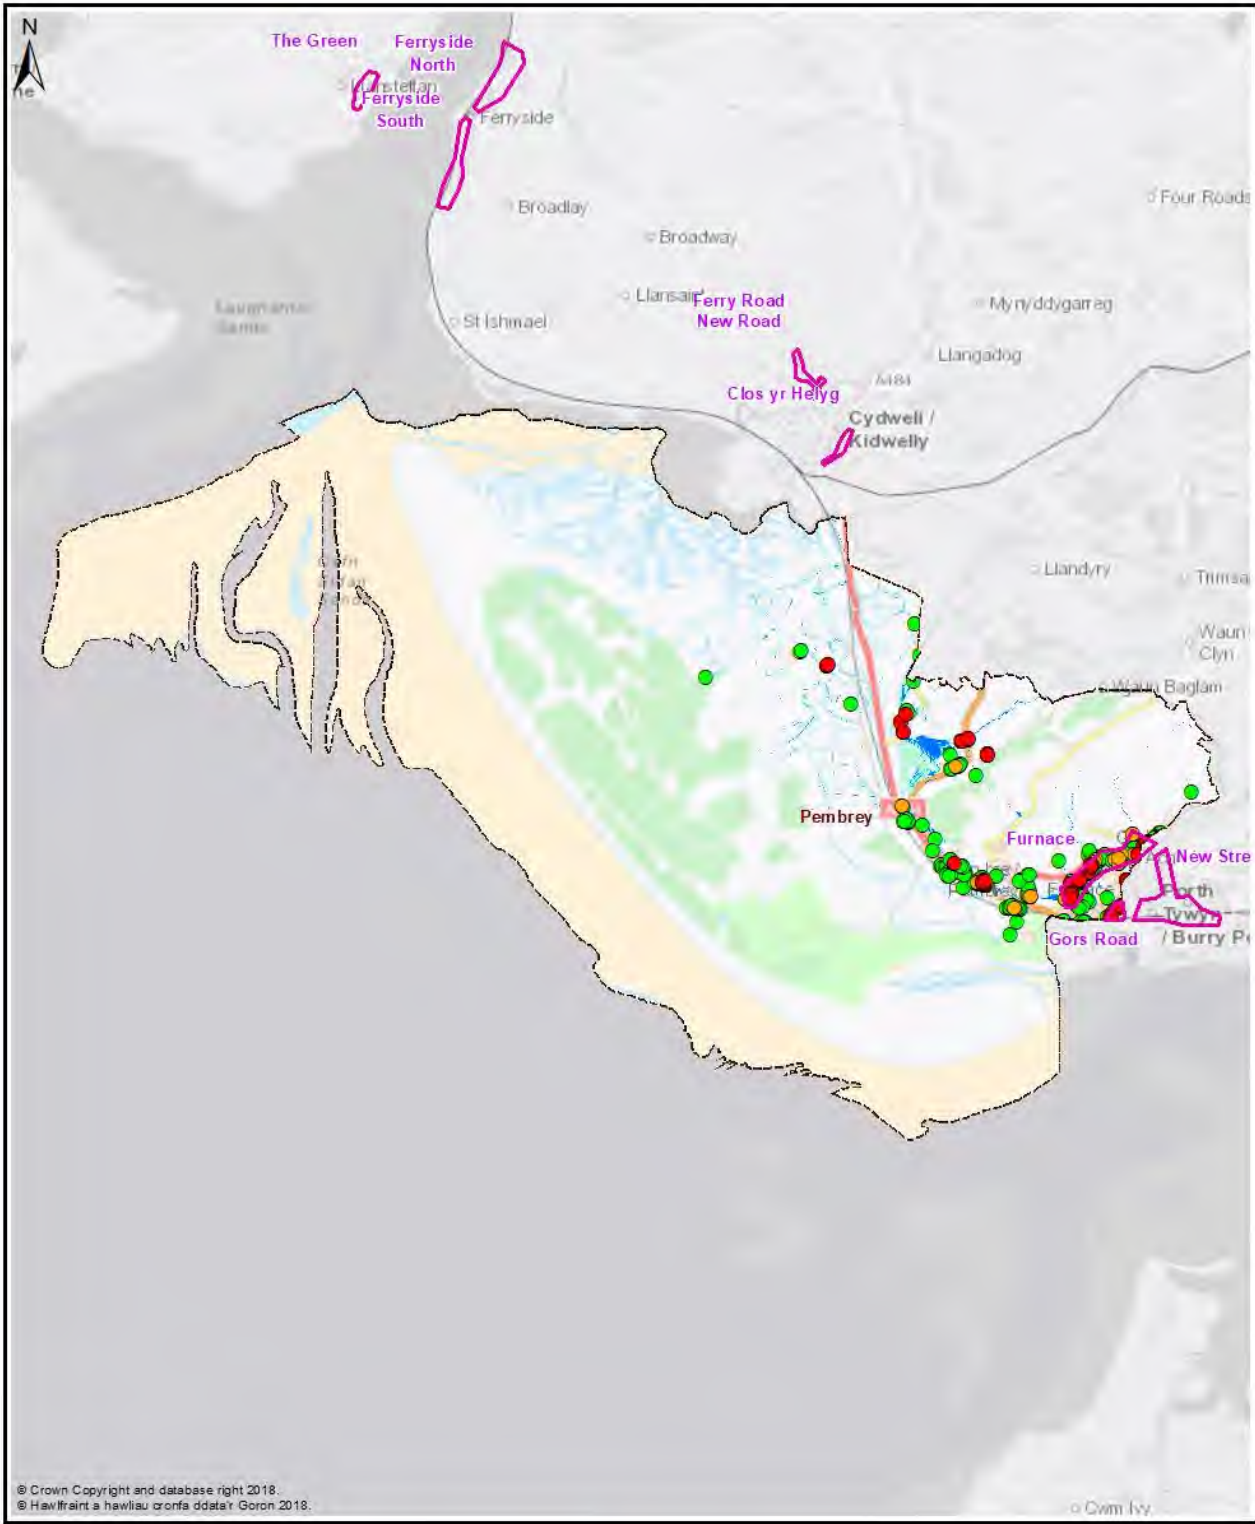 N
The Green
Ferryside
North
Llansteffan
Ferryside
South
Ferryside
Broadlay
Broadway
Four Roads
Llansaint
Ferry Road
New Road
Mynyddygarreg
St Ishmael
Llangadog
A484
Clos yr Helyg
Cydweli /
Kidwelly
Llandyry
Waun
Clyn
Waun Baglam
Pembrey
Furnace
New Stre
Porth
Tywyn
/ Burry Po
Gors Road
© Crown Copyright and database right 2018.
© Hawlfraint a hawliau cronfa ddata'r Goron 2018.
Cwm Ivy